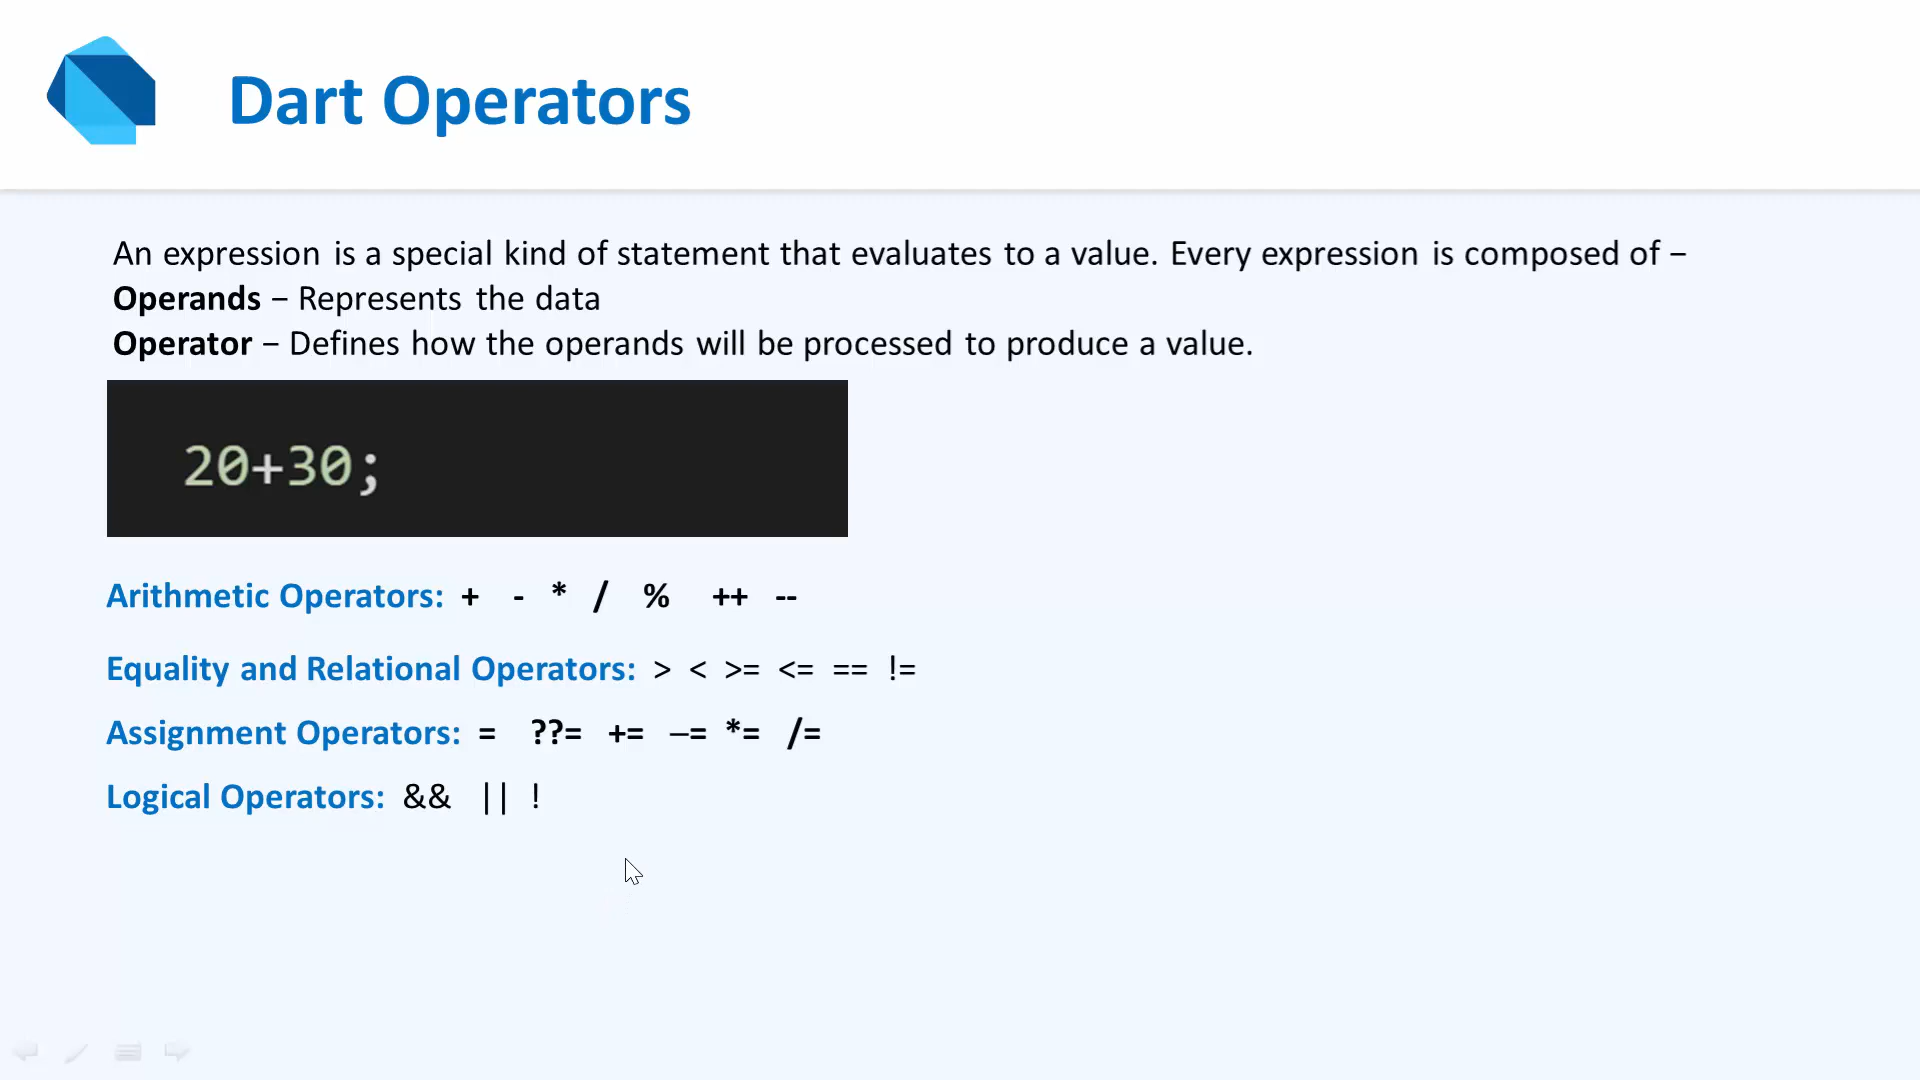 Dart Operators
An expression is a special kind of statement that evaluates to a value. Every expression is composed of −
Operands − Represents the data
Operator − Defines how the operands will be processed to produce a value.
20+30;
Arithmetic Operators: + - * / % ++ --
Equality and Relational Operators: > < >= <= == !=
Assignment Operators: = ??= += −= *= /=
Logical Operators: && || !